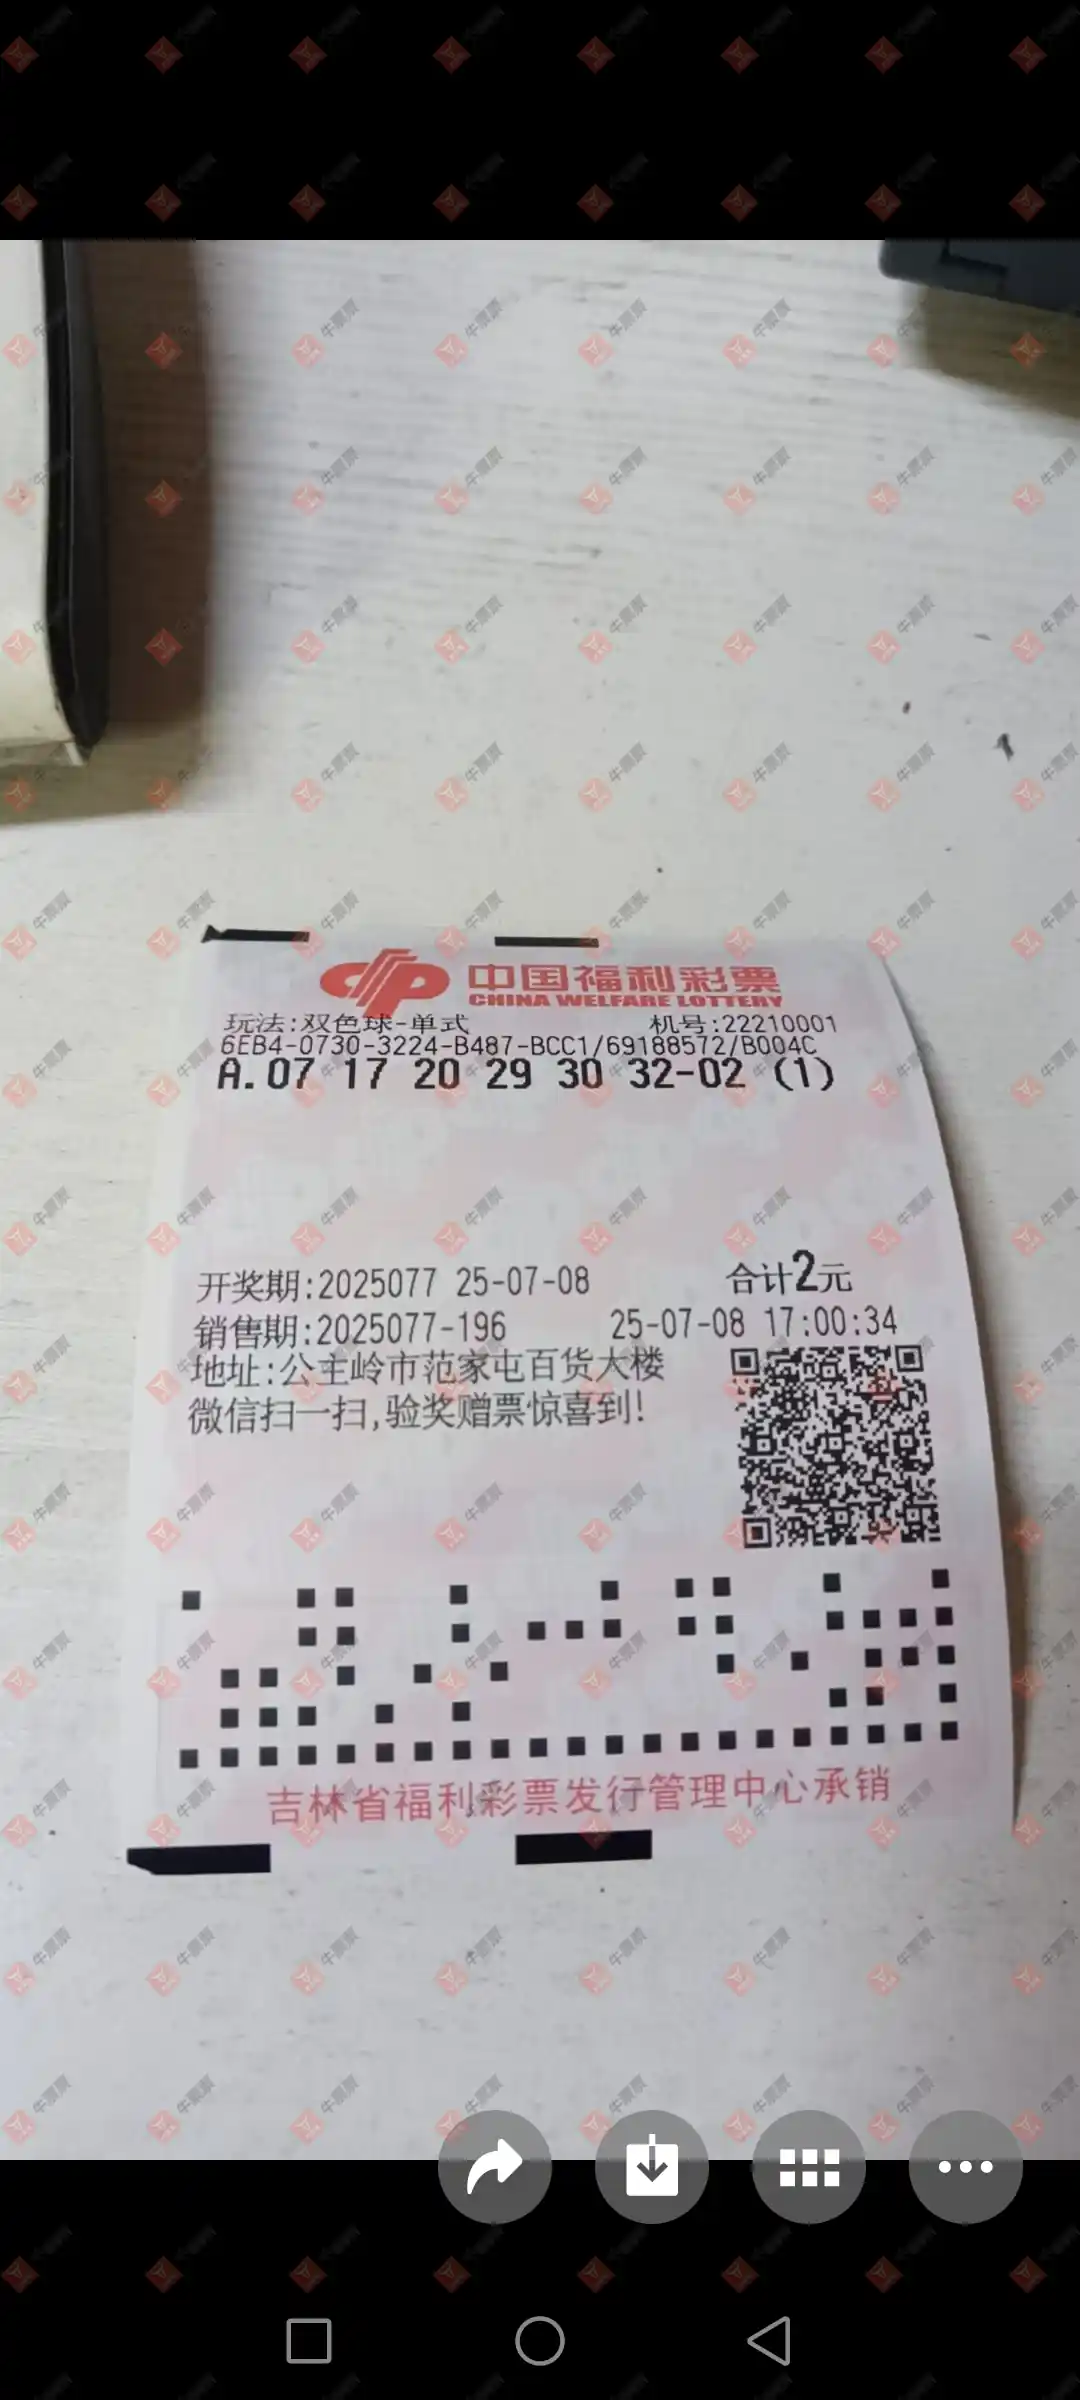 中国福利彩票
CHINA WELFARE LOTTERY
玩法:双色球-单式 机号:22210001
6EB4-0730-3224-B487-BCC1/69188572/B004C
A.07 17 20 29 30 32-02 (1)
开奖期:2025077 25-07-08 合计2元
销售期:2025077-196 25-07-08 17:00:34
地址:公主岭市范家屯百货大楼
微信扫一扫,验奖赠票惊喜到!
吉林省福利彩票发行管理中心承销
牛票票